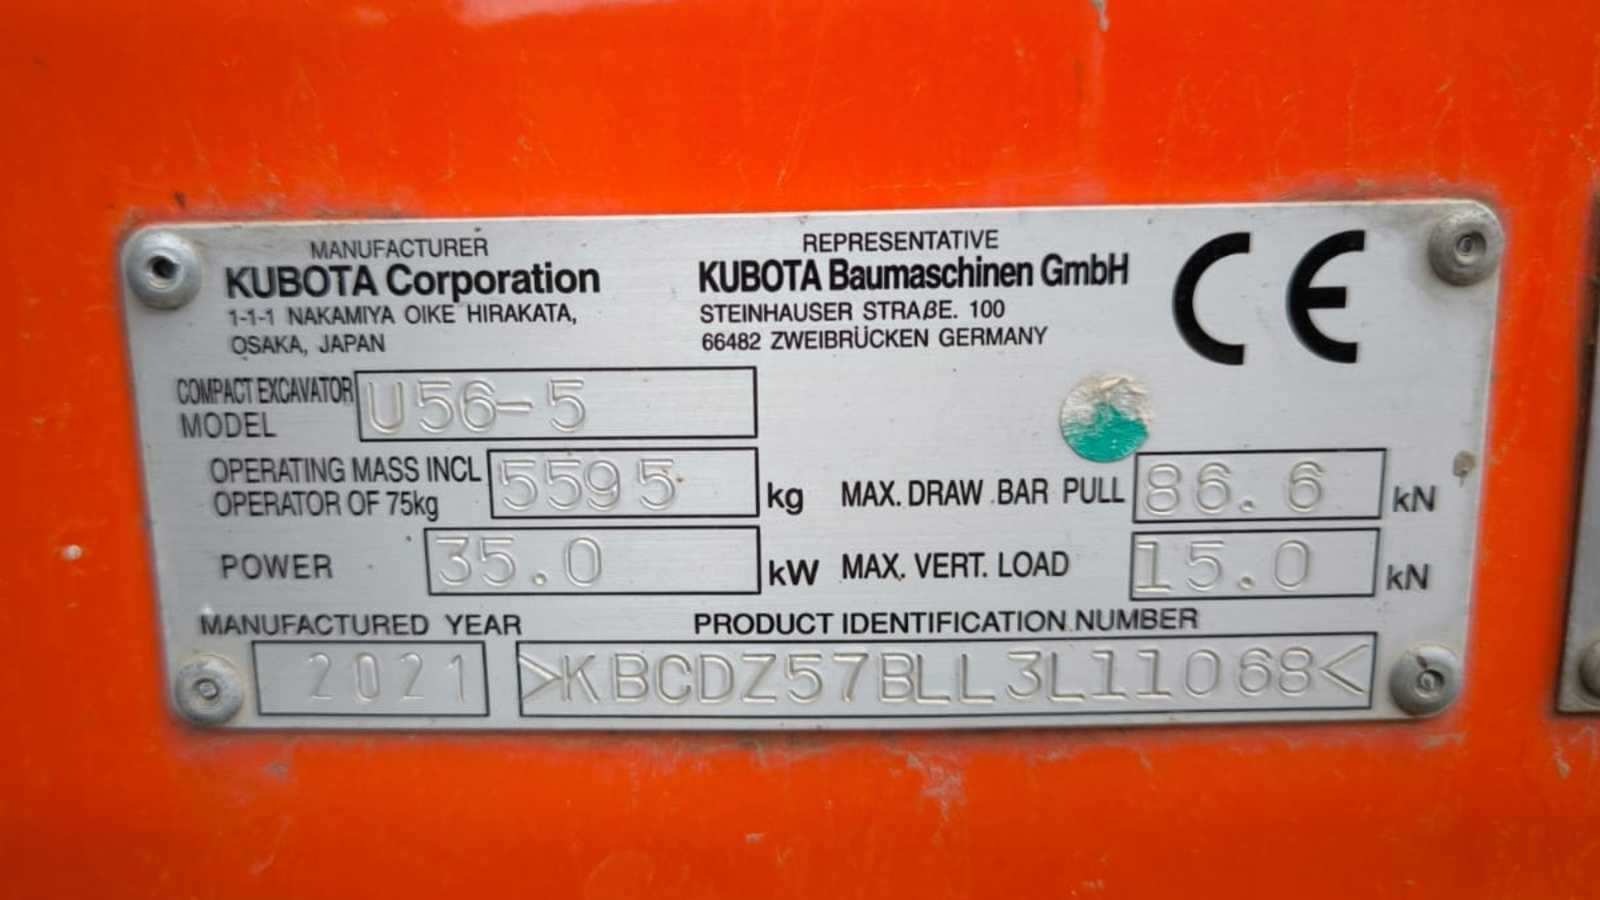 MANUFACTURER
KUBOTA Corporation
1-1-1 NAKAMIYA OIKE HIRAKATA,
OSAKA, JAPAN
REPRESENTATIVE
KUBOTA Baumaschinen GmbH
STEINHAUSER STRAßE. 100
66482 ZWEIBRÜCKEN GERMANY
CE
COMPACT EXCAVATOR
MODEL U56-5
OPERATING MASS INCL
OPERATOR OF 75kg 5595 kg
MAX. DRAW BAR PULL 86.6 kN
POWER 35.0 kW
MAX. VERT. LOAD 15.0 kN
MANUFACTURED YEAR
2021
PRODUCT IDENTIFICATION NUMBER
>KBCDZ57BLL3L11068<